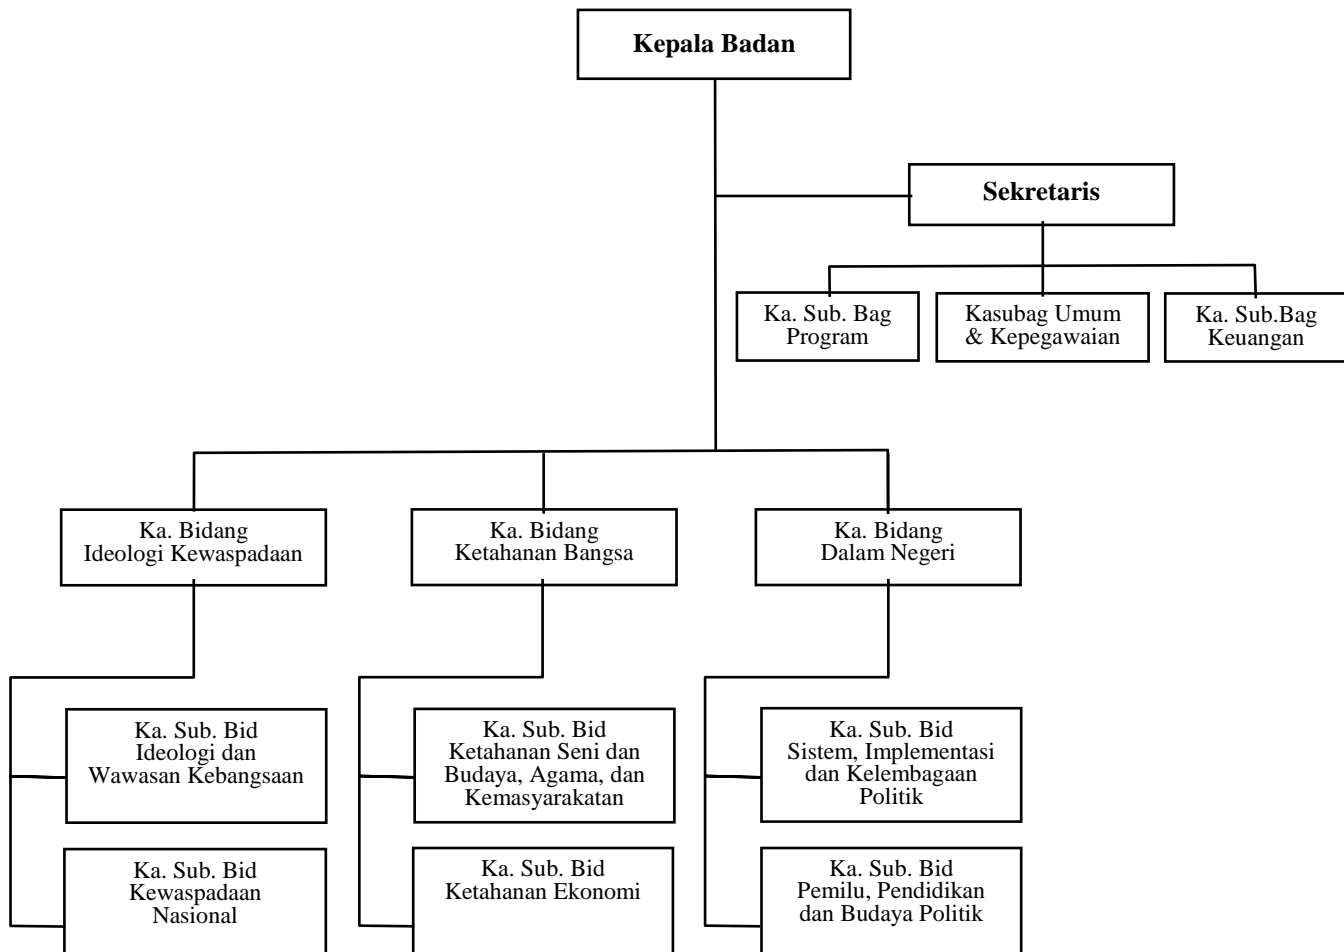 Kepala Badan
Sekretaris
Ka. Sub. Bag
Program
Kasubag Umum
& Kepegawaian
Ka. Sub.Bag
Keuangan
Ka. Bidang
Ideologi Kewaspadaan
Ka. Bidang
Ketahanan Bangsa
Ka. Bidang
Dalam Negeri
Ka. Sub. Bid
Ideologi dan
Wawasan Kebangsaan
Ka. Sub. Bid
Ketahanan Seni dan
Budaya, Agama, dan
Kemasyarakatan
Ka. Sub. Bid
Sistem, Implementasi
dan Kelembagaan
Politik
Ka. Sub. Bid
Kewaspadaan
Nasional
Ka. Sub. Bid
Ketahanan Ekonomi
Ka. Sub. Bid
Pemilu, Pendidikan
dan Budaya Politik